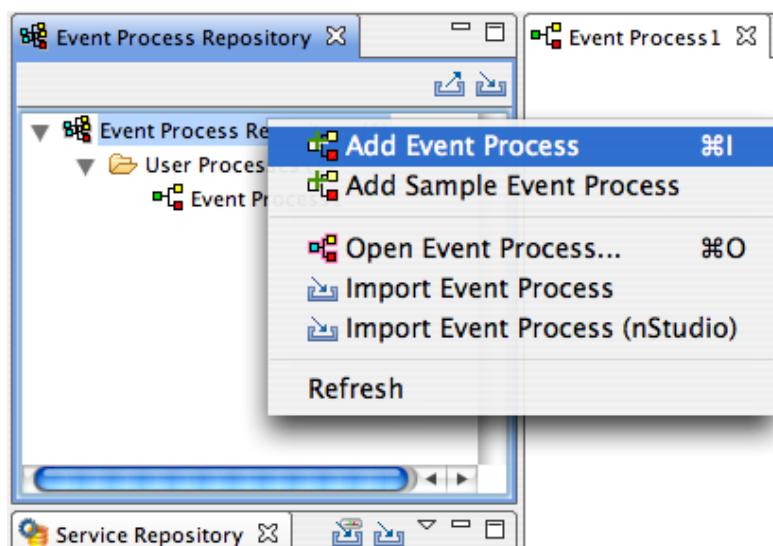 Event Process Repository
Event Process1
Event Process Re
User Processes
Event Pr
Add Event Process ⌘I
Add Sample Event Process
Open Event Process... ⌘O
Import Event Process
Import Event Process (nStudio)
Refresh
Service Repository